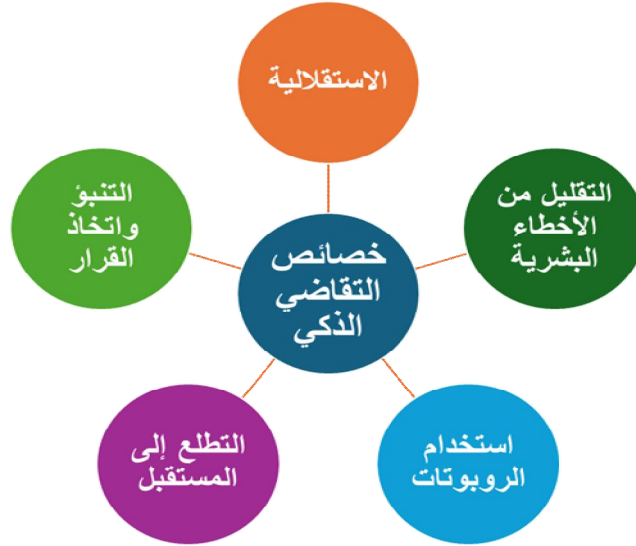 الاستقلالية
التقليل من
الأخطاء
البشرية
استخدام
الروبوتات
التطلع إلى
المستقبل
التنبؤ
واتخاذ
القرار
خصائص
التقاضي
الذكي